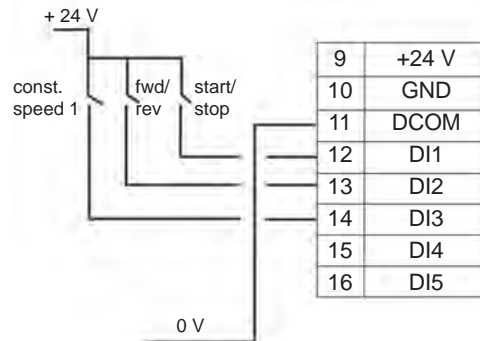 + 24 V
const.
speed 1
fwd/
rev
start/
stop
9 +24 V
10 GND
11 DCOM
12 DI1
13 DI2
14 DI3
15 DI4
16 DI5
0 V